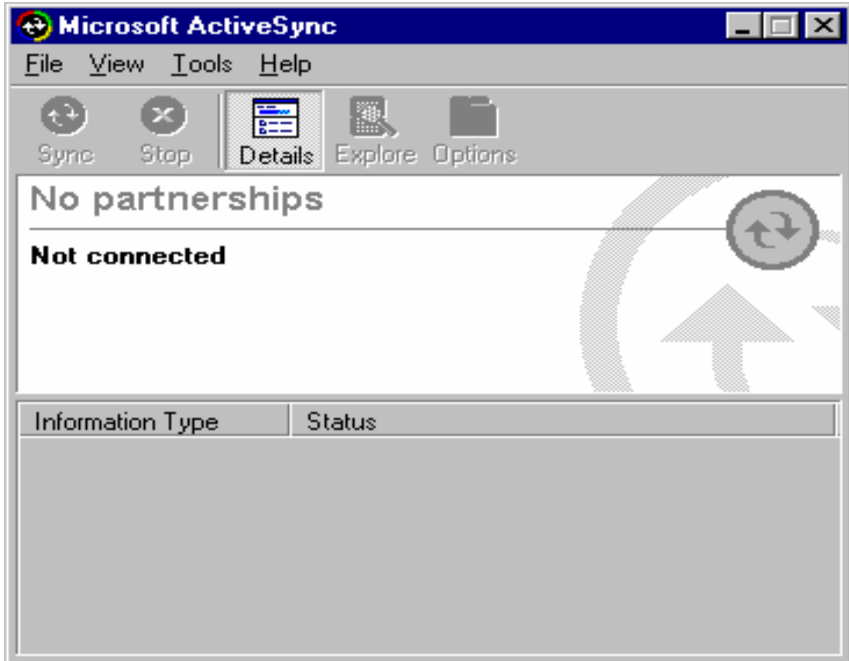 Microsoft ActiveSync
File View Tools Help
Sync Stop Details Explore Options
No partnerships
Not connected
Information Type Status